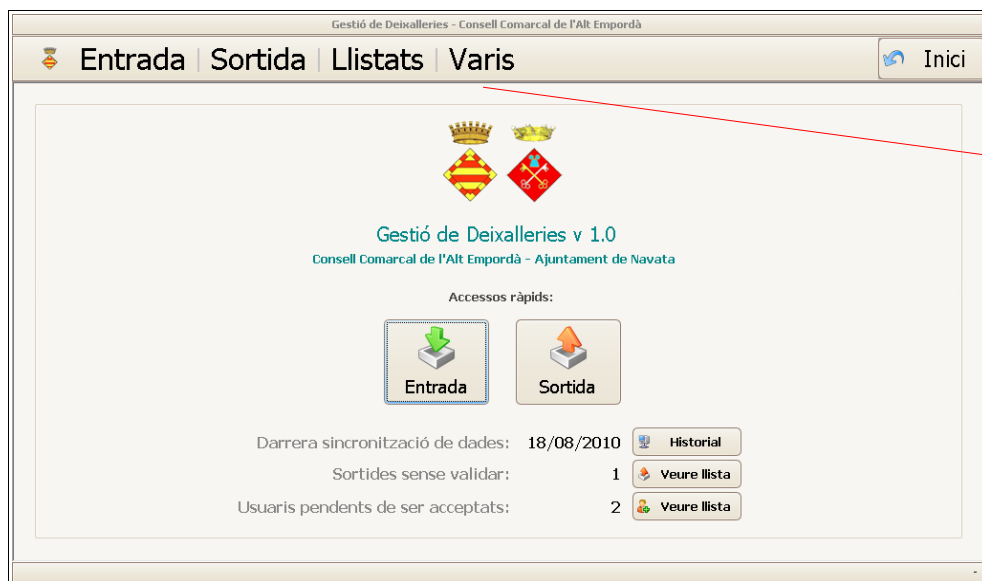 Gestió de Deixalleries - Consell Comarcal de l'Alt Empordà
Entrada | Sortida | Llistats | Varis
Inici
Gestió de Deixalleries v 1.0
Consell Comarcal de l'Alt Empordà - Ajuntament de Navata
Accessos ràpids:
Entrada
Sortida
Darrera sincronització de dades: 18/08/2010 Historial
Sortides sense validar: 1 Veure llista
Usuaris pendents de ser acceptats: 2 Veure llista
-